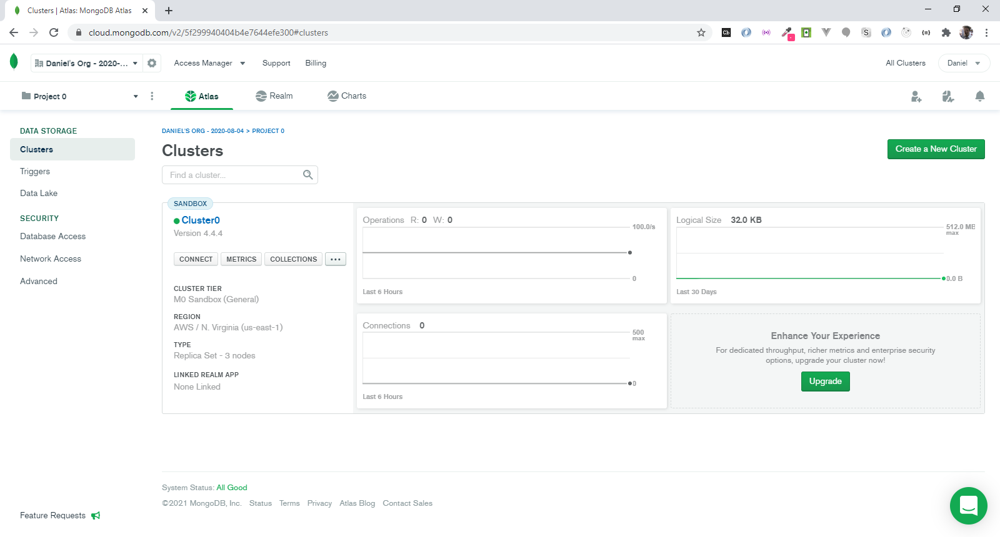 Clusters | Atlas: MongoDB Atlas
cloud.mongodb.com/v2/5f299940404b4e7644efe300#clusters
Daniel's Org - 2020-...
Access Manager
Support
Billing
All Clusters
Daniel
Project 0
Atlas
Realm
Charts
DATA STORAGE
Clusters
Triggers
Data Lake
SECURITY
Database Access
Network Access
Advanced
Feature Requests
DANIEL'S ORG - 2020-08-04 > PROJECT 0
Clusters
Create a New Cluster
Find a cluster...
SANDBOX
Cluster0
Version 4.4.4
CONNECT
METRICS
COLLECTIONS
CLUSTER TIER
M0 Sandbox (General)
REGION
AWS / N. Virginia (us-east-1)
TYPE
Replica Set - 3 nodes
LINKED REALM APP
None Linked
Operations R: 0 W: 0
100.0/s
0
Last 6 Hours
Logical Size 32.0 KB
512.0 MB
max
0.0 B
Last 30 Days
Connections 0
500
max
0
Last 6 Hours
Enhance Your Experience
For dedicated throughput, richer metrics and enterprise security
options, upgrade your cluster now!
Upgrade
System Status: All Good
©2021 MongoDB, Inc. Status Terms Privacy Atlas Blog Contact Sales